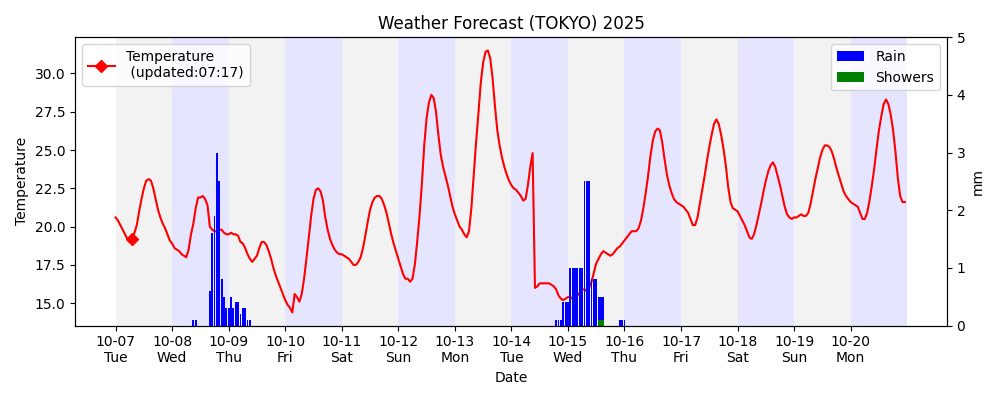 Weather Forecast (TOKYO) 2025
Temperature
(updated:07:17)
Rain
Showers
Temperature
30.0
27.5
25.0
22.5
20.0
17.5
15.0
5
4
3
2
1
0
mm
10-07 10-08 10-09 10-10 10-11 10-12 10-13 10-14 10-15 10-16 10-17 10-18 10-19 10-20
Tue Wed Thu Fri Sat Sun Mon Tue Wed Thu Fri Sat Sun Mon
Date